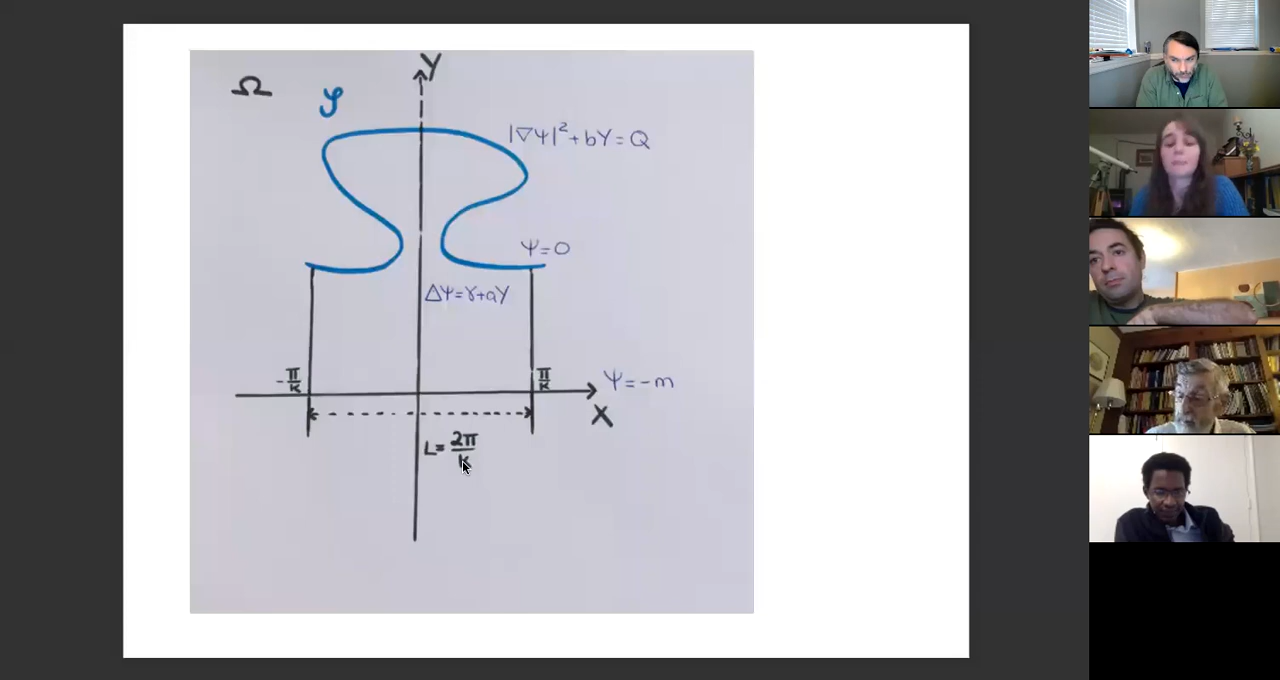 Ω
𝒮
Y
|∇Ψ|²+bY=Q
Ψ=0
ΔΨ=γ+aY
-π/k
π/k
Ψ=-m
X
L=2π/k